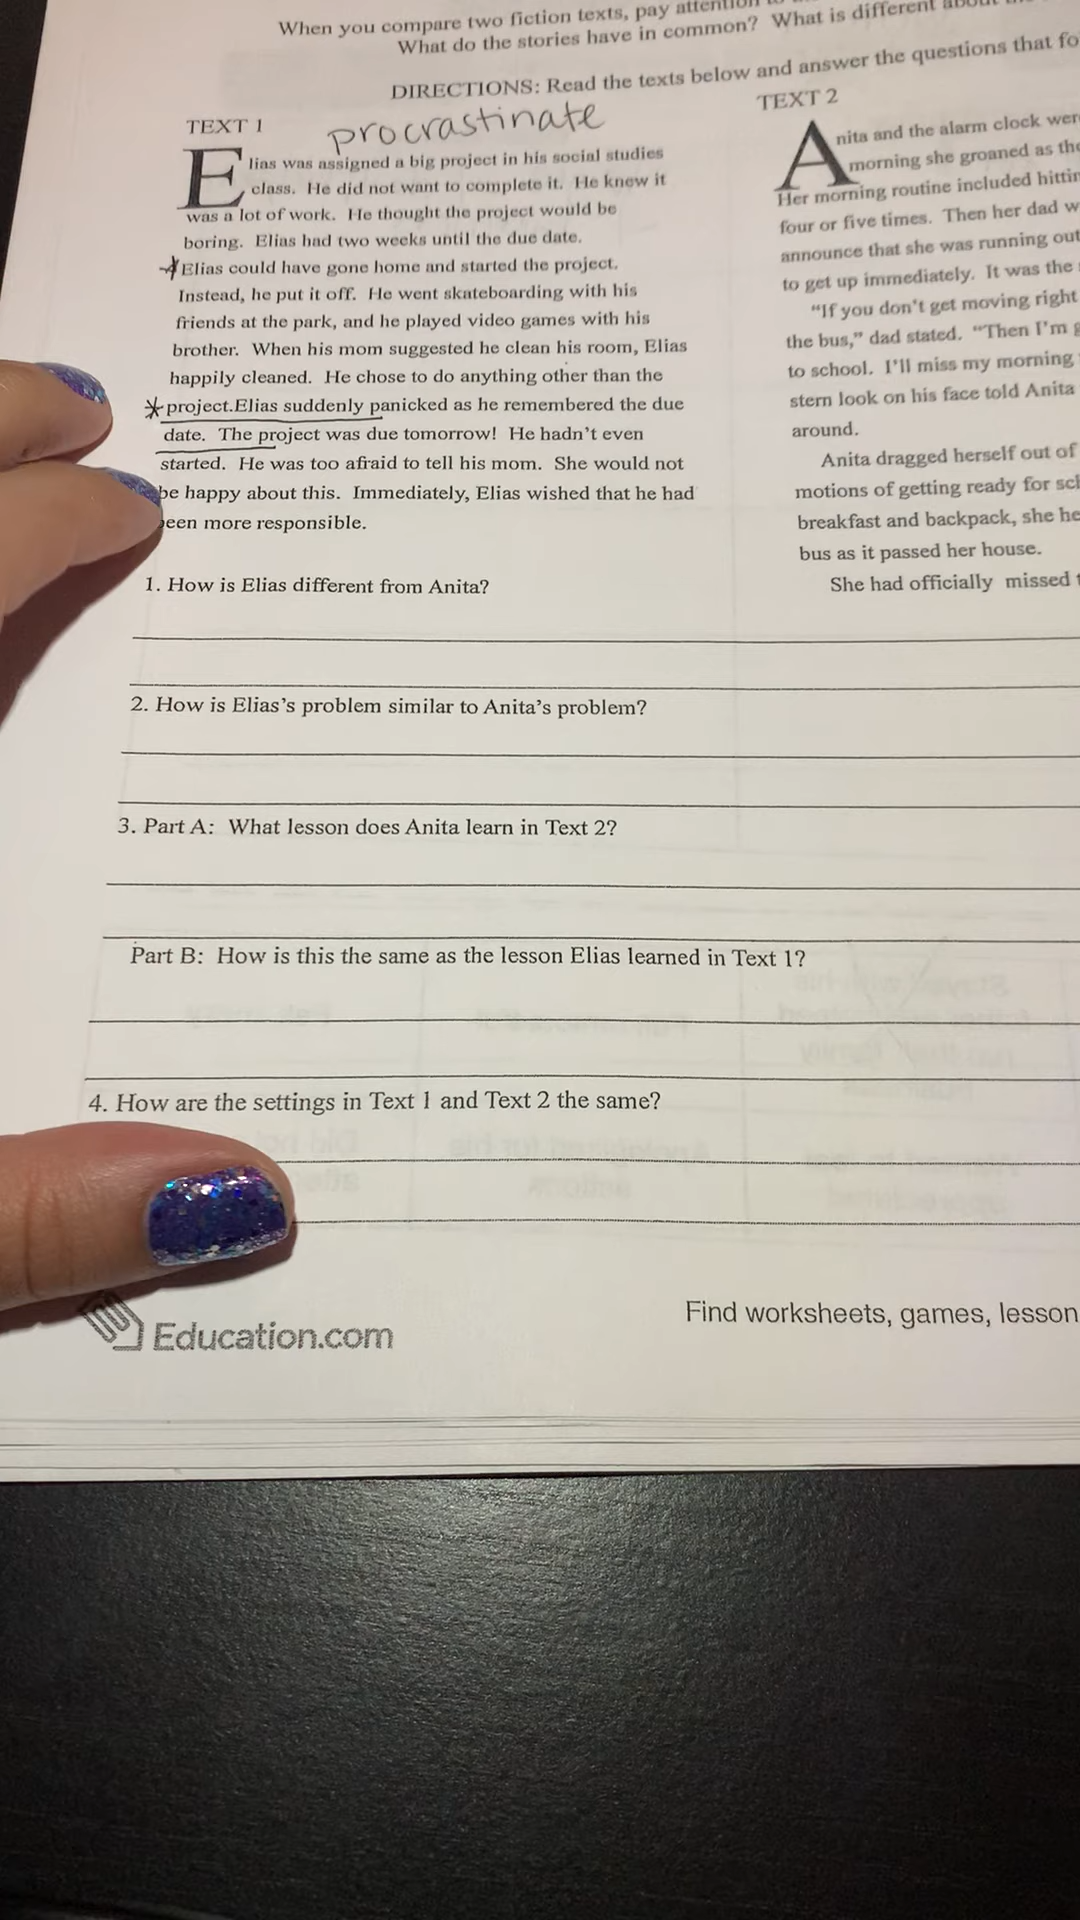 When you compare two fiction texts, pay attention
What do the stories have in common? What is different about
DIRECTIONS: Read the texts below and answer the questions that
TEXT 1
procrastinate
Elias was assigned a big project in his social studies
class. He did not want to complete it. He knew it
was a lot of work. He thought the project would be
boring. Elias had two weeks until the due date.
Elias could have gone home and started the project.
Instead, he put it off. He went skateboarding with his
friends at the park, and he played video games with his
brother. When his mom suggested he clean his room, Elias
happily cleaned. He chose to do anything other than the
project.Elias suddenly panicked as he remembered the due
date. The project was due tomorrow! He hadn't even
started. He was too afraid to tell his mom. She would not
be happy about this. Immediately, Elias wished that he had
een more responsible.
TEXT 2
Anita and the alarm clock
morning she groaned as
Her morning routine included
four or five times. Then her dad
announce that she was running out
to get up immediately. It was the
"If you don't get moving right
the bus," dad stated. "Then I'm
to school. I'll miss my morning
stern look on his face told Anita
around.
Anita dragged herself out of
motions of getting ready for
breakfast and backpack, she
bus as it passed her house.
She had officially missed
1. How is Elias different from Anita?
2. How is Elias's problem similar to Anita's problem?
3. Part A: What lesson does Anita learn in Text 2?
Part B: How is this the same as the lesson Elias learned in Text 1?
4. How are the settings in Text 1 and Text 2 the same?
Education.com
Find worksheets, games, lesson